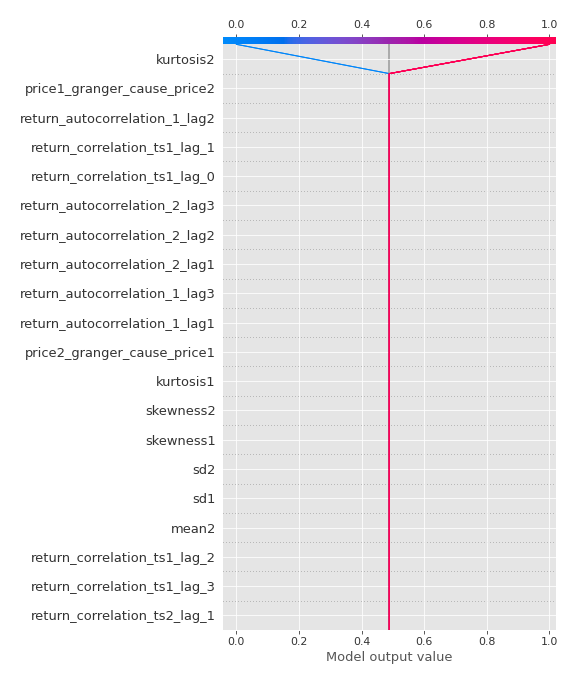 0.0 0.2 0.4 0.6 0.8 1.0
kurtosis2
price1_granger_cause_price2
return_autocorrelation_1_lag2
return_correlation_ts1_lag_1
return_correlation_ts1_lag_0
return_autocorrelation_2_lag3
return_autocorrelation_2_lag2
return_autocorrelation_2_lag1
return_autocorrelation_1_lag3
return_autocorrelation_1_lag1
price2_granger_cause_price1
kurtosis1
skewness2
skewness1
sd2
sd1
mean2
return_correlation_ts1_lag_2
return_correlation_ts1_lag_3
return_correlation_ts2_lag_1
0.0 0.2 0.4 0.6 0.8 1.0
Model output value